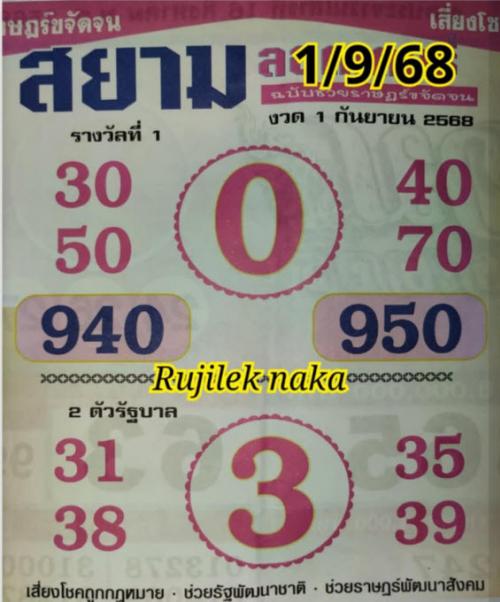 เสี่ยงโช
สยาม
1/9/68
ฉบับช่วยราษฎร์ขจัดจน
งวด 1 กันยายน 2568
รางวัลที่ 1
30 0 40
50 70
940 950
Rujilek naka
2 ตัวรัฐบาล
31 3 35
38 39
เสี่ยงโชคถูกกฎหมาย · ช่วยรัฐพัฒนาชาติ · ช่วยราษฎร์พัฒนาสังคม